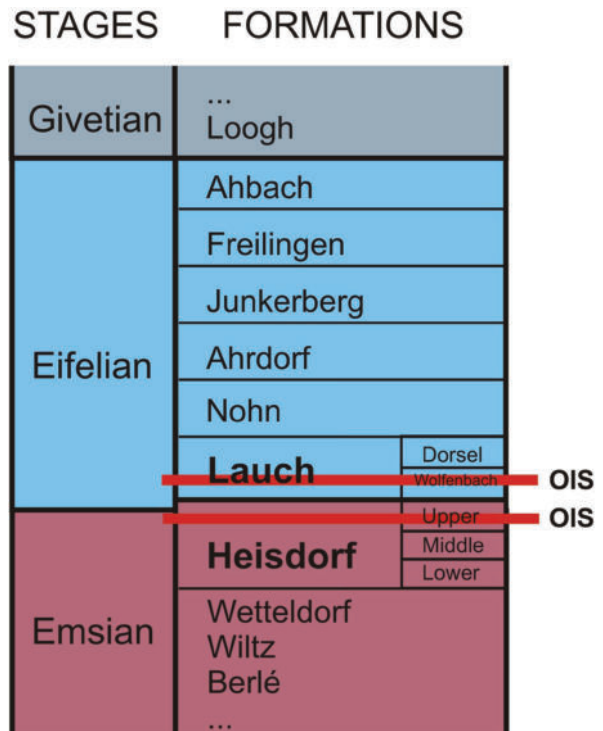 STAGES FORMATIONS
Givetian
...
Loogh
Eifelian
Ahbach
Freilingen
Junkerberg
Ahrdorf
Nohn
Lauch
Dorsel
Wolfenbach
OIS
Emsian
Heisdorf
Upper
OIS
Middle
Lower
Wetteldorf
Wiltz
Berlé
...